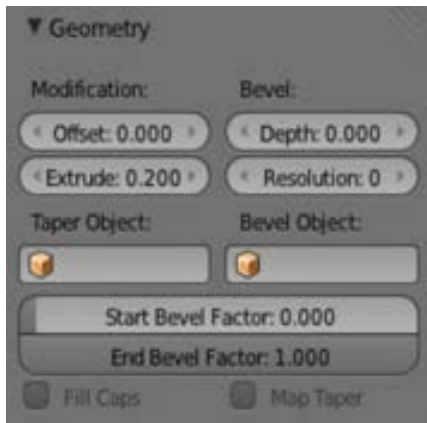 Geometry
Modification: Bevel:
Offset: 0.000 Depth: 0.000
Extrude: 0.200 Resolution: 0
Taper Object: Bevel Object:
Start Bevel Factor: 0.000
End Bevel Factor: 1.000
Fill Caps Map Taper